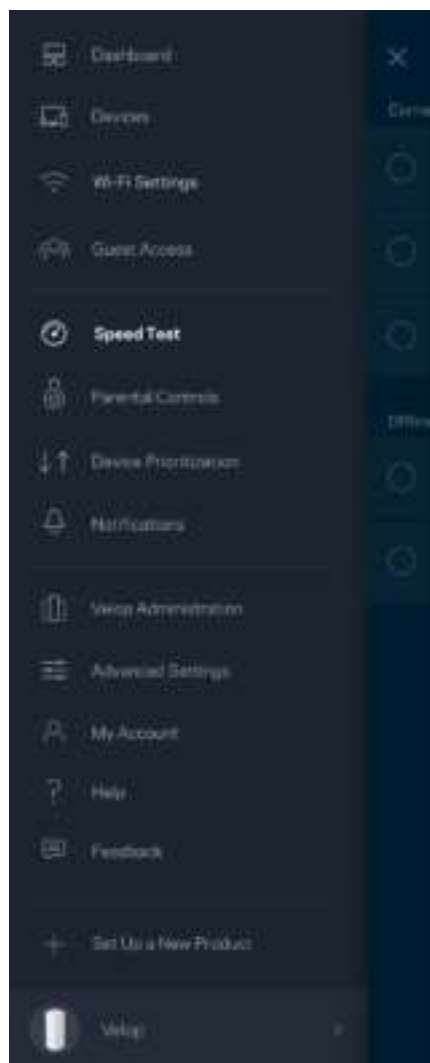 Dashboard
Devices
Wi-Fi Settings
Guest Access
Speed Test
Parental Controls
Device Prioritization
Notifications
Velop Administration
Advanced Settings
My Account
Help
Feedback
Set Up a New Product
Velop